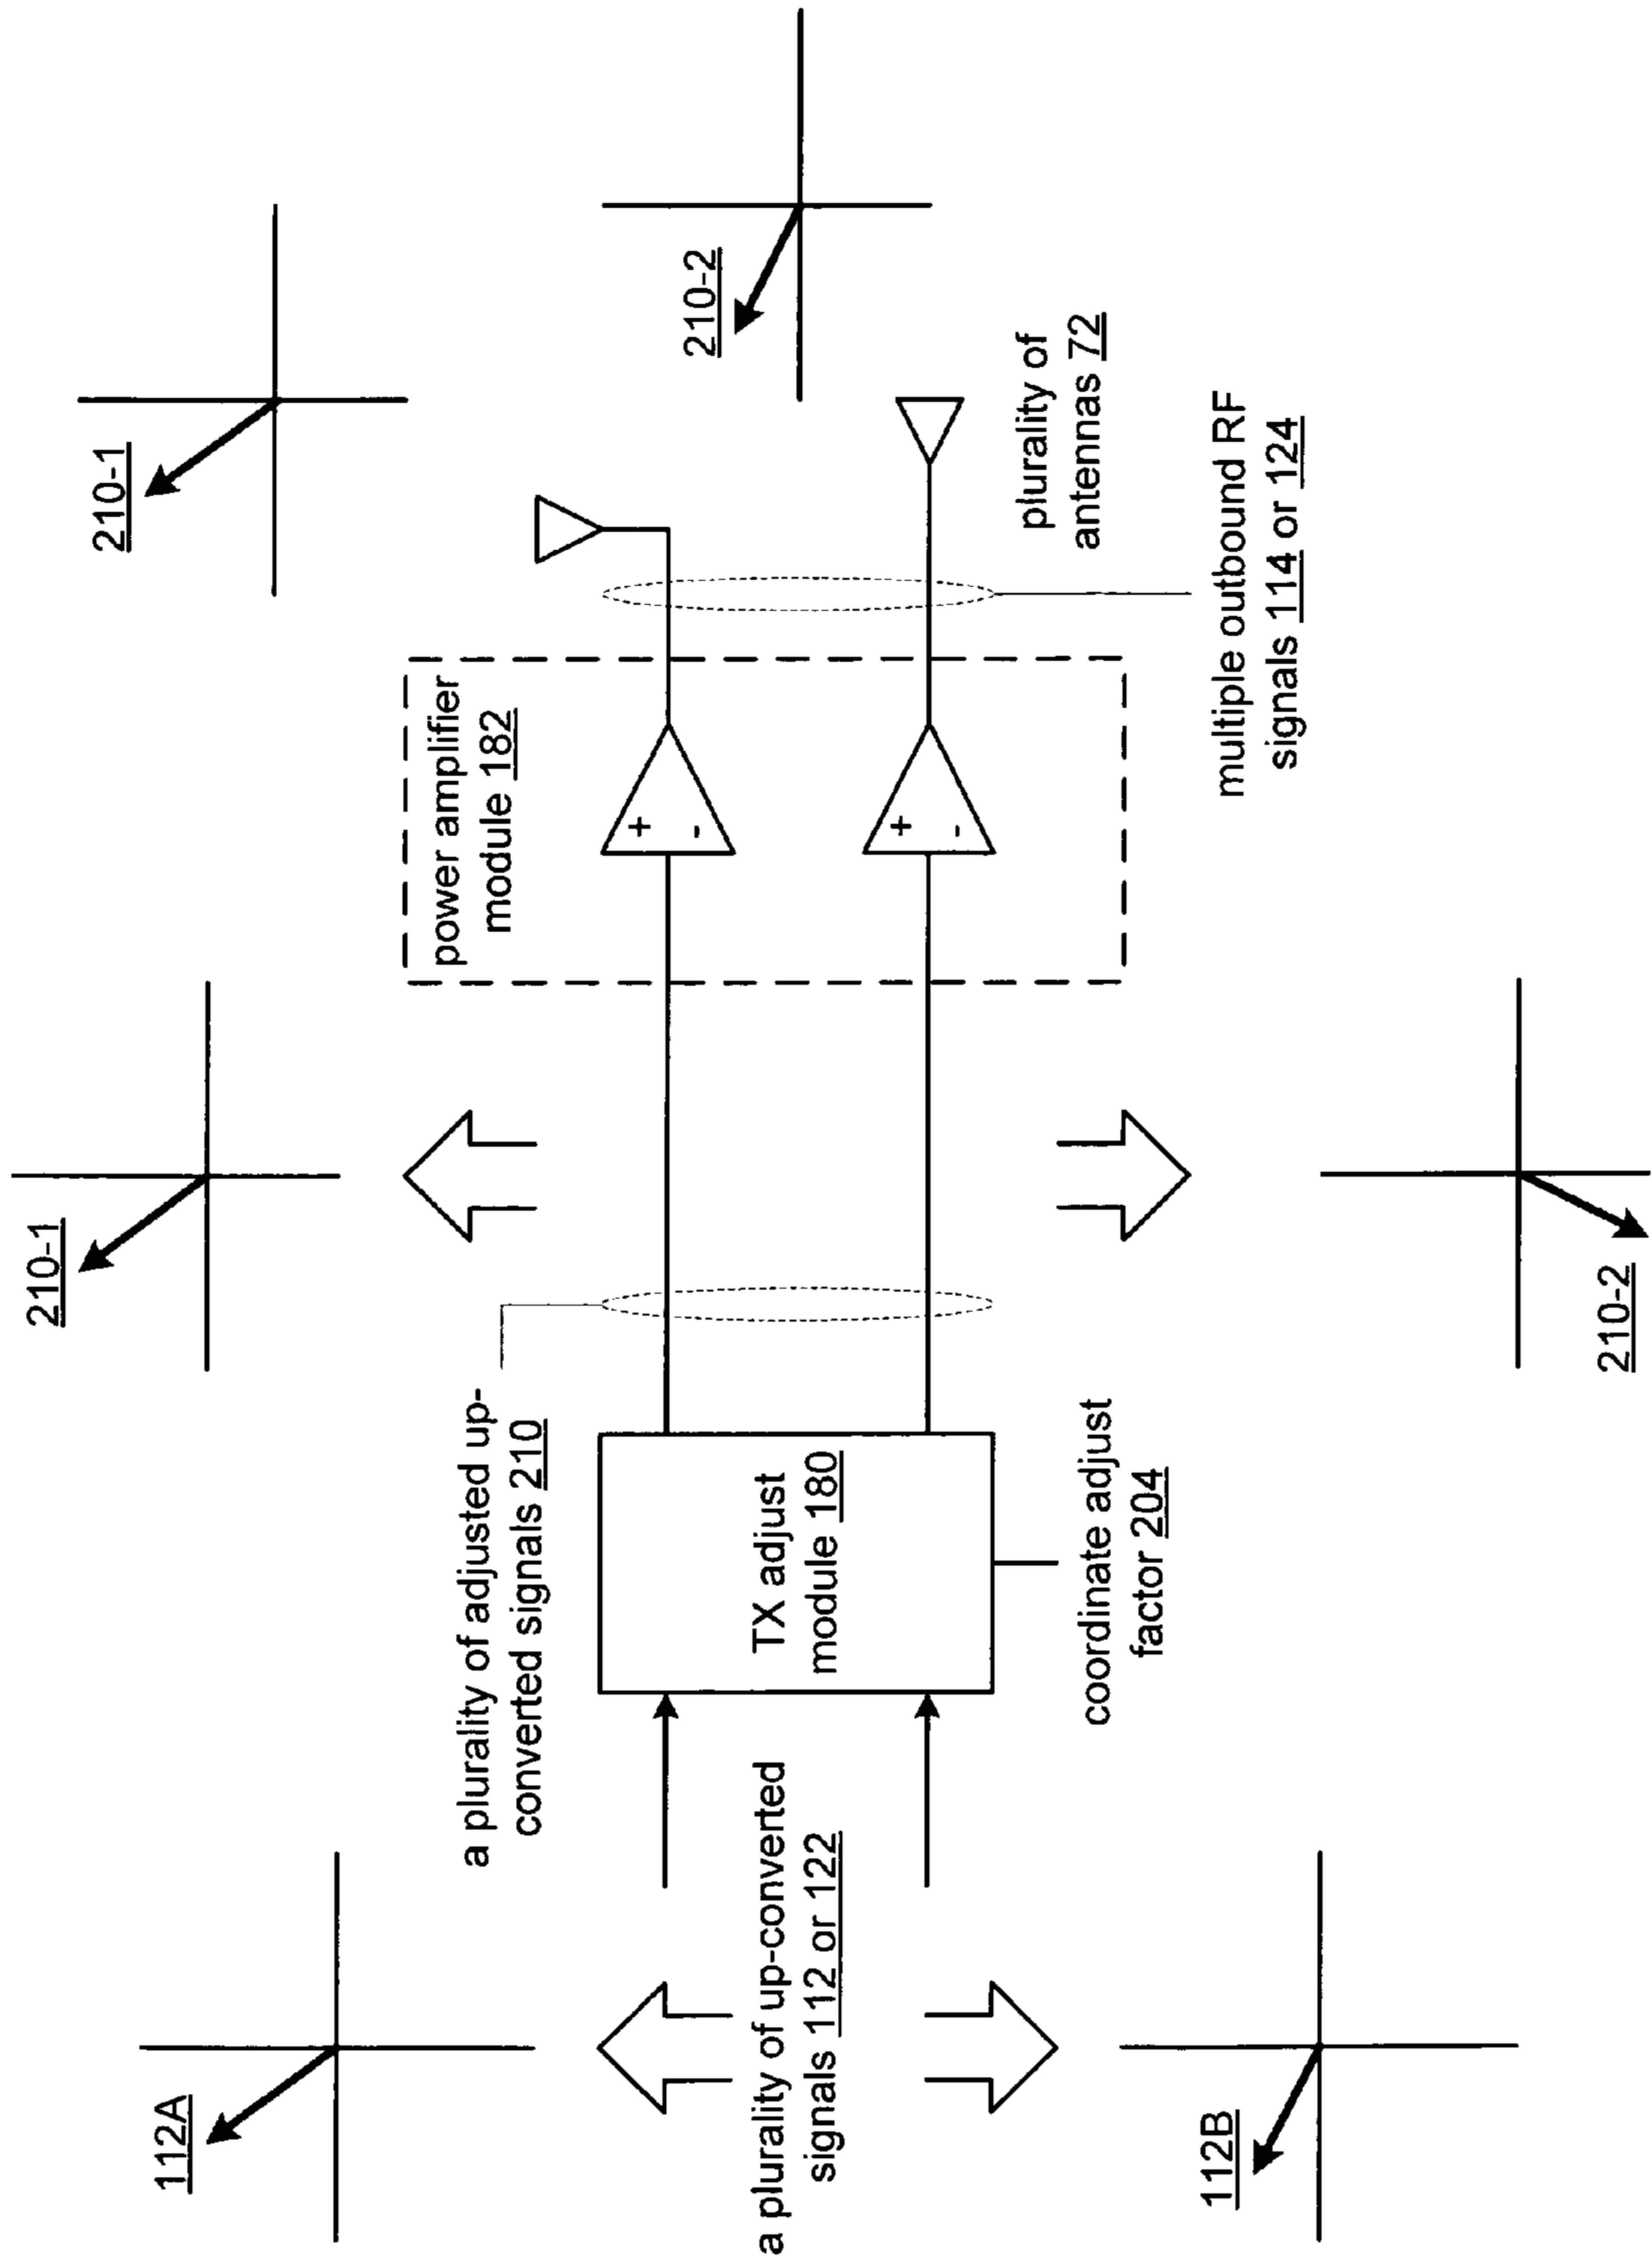 112A
112B
a plurality of up-converted
signals 112 or 122
a plurality of adjusted up-
converted signals 210
TX adjust
module 180
coordinate adjust
factor 204
210-1
210-2
power amplifier
module 182
+
-
+
-
210-1
210-2
plurality of
antennas 72
multiple outbound RF
signals 114 or 124